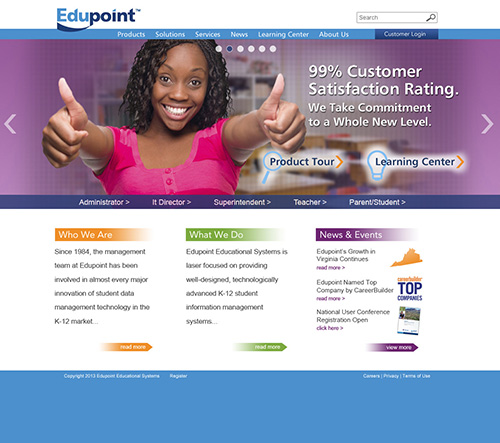 Edupoint™
Search
Products Solutions Services News Learning Center About Us
Customer Login
99% Customer
Satisfaction Rating.
We Take Commitment
to a Whole New Level.
Product Tour
Learning Center
Administrator > It Director > Superintendent > Teacher > Parent/Student >
Who We Are
Since 1984, the management
team at Edupoint has been
involved in almost every major
innovation of student data
management technology in the
K-12 market...
read more
What We Do
Edupoint Educational Systems is
laser focused on providing
well-designed, technologically
advanced K-12 student
information management
systems...
read more
News & Events
Edupoint's Growth in
Virginia Continues
read more >
Edupoint Named Top
Company by CareerBuilder
read more >
careerbuilder
TOP
COMPANIES
National User Conference
Registration Open
click here >
view more
Copyright 2013 Edupoint Educational Systems Register
Careers | Privacy | Terms of Use